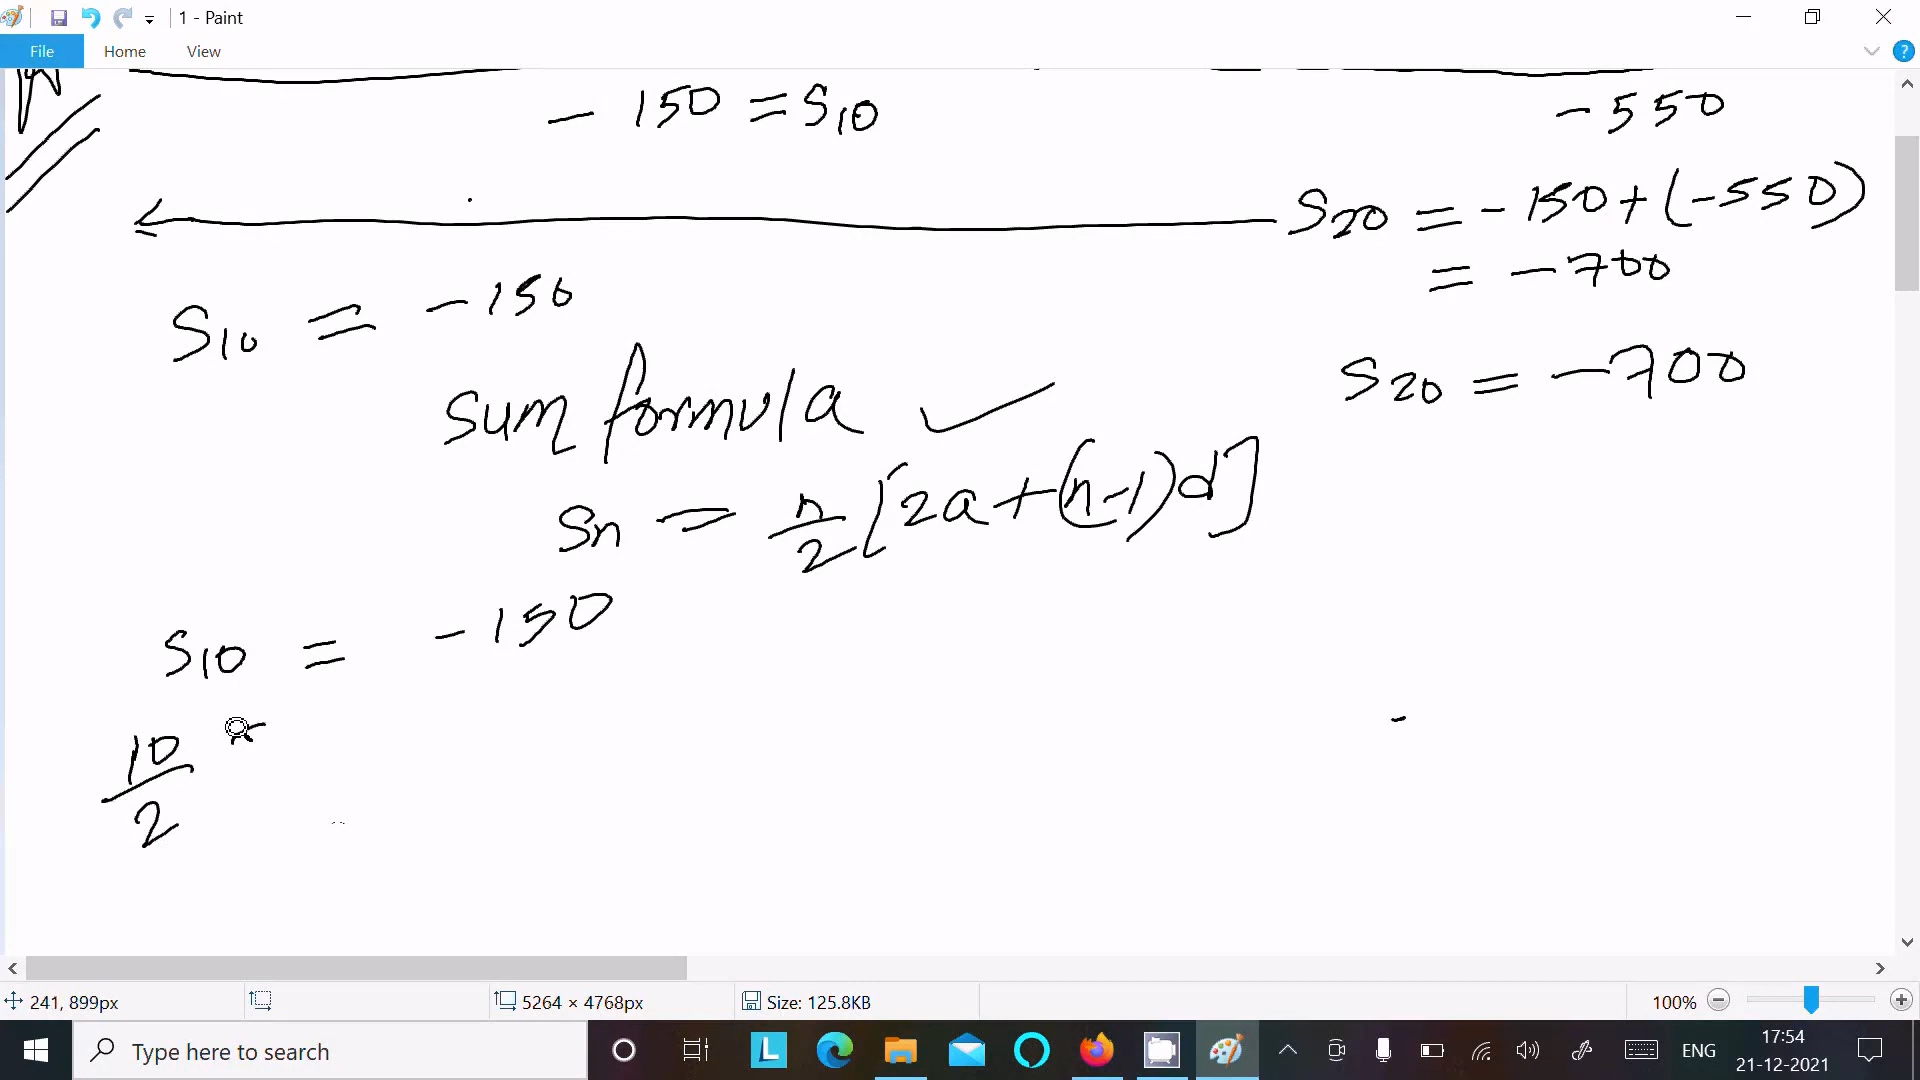 1 - Paint
File Home View
- 150 = S10
- 550
S20 = - 150 + (-550)
= - 700
S10 = - 150
S20 = - 700
sum formula ✓
Sn = n/2 [2a + (n-1)d]
S10 = - 150
10/2
241, 899px
5264 × 4768px
Size: 125.8KB
100%
Type here to search
L
ENG
17:54
21-12-2021